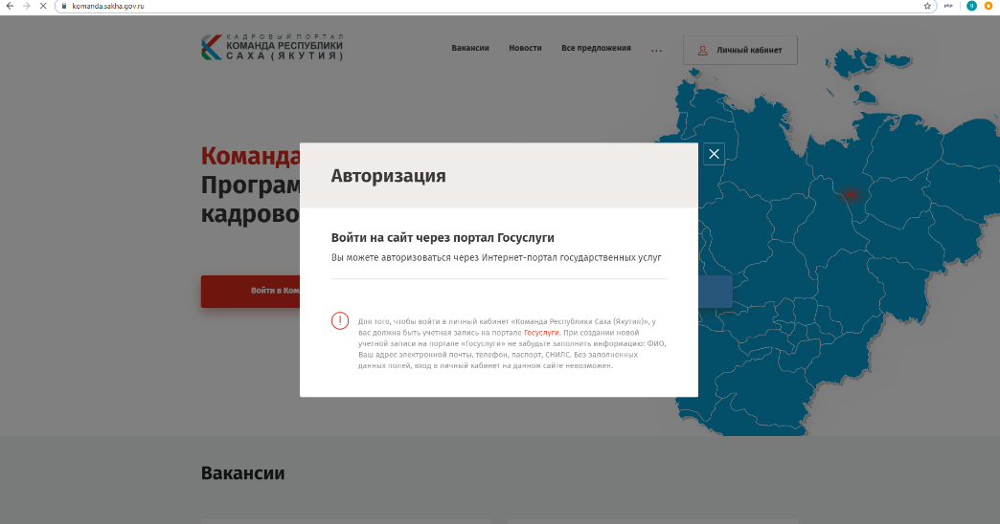 komanda.sakha.gov.ru
php
9
КАДРОВЫЙ ПОРТАЛ
КОМАНДА РЕСПУБЛИКИ
САХА (ЯКУТИЯ)
Вакансии Новости Все предложения ... Личный кабинет
Команда
Програм
кадрово
Войти в Ком
Авторизация
Войти на сайт через портал Госуслуги
Вы можете авторизоваться через Интернет-портал государственных услуг
Для того, чтобы войти в личный кабинет «Команда Республики Саха (Якутия)», у
вас должна быть учетная запись на портале Госуслуги. При создании новой
учетной записи на портале «Госуслуги» не забудьте заполнить информацию: ФИО,
Ваш адрес электронной почты, телефон, паспорт, СНИЛС. Без заполненных
данных полей, вход в личный кабинет на данном сайте невозможен.
Вакансии